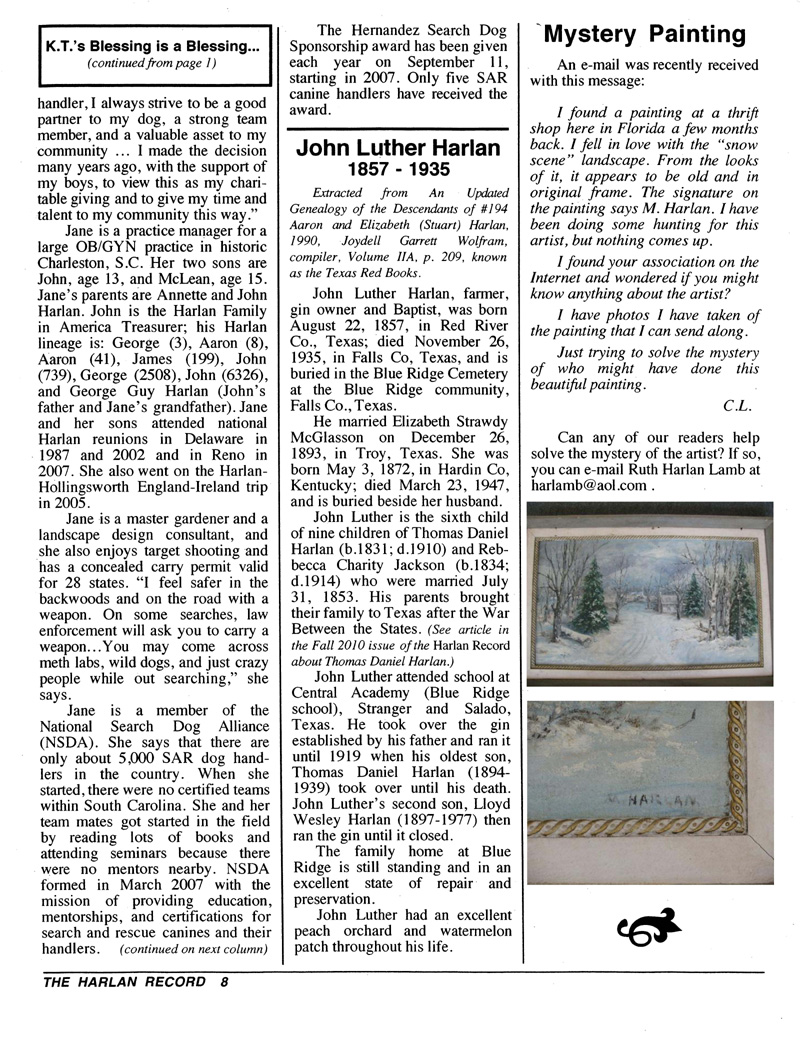 K.T.'s Blessing is a Blessing...
(continued from page 1)
handler, I always strive to be a good
partner to my dog, a strong team
member, and a valuable asset to my
community … I made the decision
many years ago, with the support of
my boys, to view this as my chari-
table giving and to give my time and
talent to my community this way.”
Jane is a practice manager for a
large OB/GYN practice in historic
Charleston, S.C. Her two sons are
John, age 13, and McLean, age 15.
Jane's parents are Annette and John
Harlan. John is the Harlan Family
in America Treasurer; his Harlan
lineage is: George (3), Aaron (8),
Aaron (41), James (199), John
(739), George (2508), John (6326),
and George Guy Harlan (John's
father and Jane's grandfather). Jane
and her sons attended national
Harlan reunions in Delaware in
1987 and 2002 and in Reno in
2007. She also went on the Harlan-
Hollingsworth England-Ireland trip
in 2005.
Jane is a master gardener and a
landscape design consultant, and
she also enjoys target shooting and
has a concealed carry permit valid
for 28 states. “I feel safer in the
backwoods and on the road with a
weapon. On some searches, law
enforcement will ask you to carry a
weapon…You may come across
meth labs, wild dogs, and just crazy
people while out searching,” she
says.
Jane is a member of the
National Search Dog Alliance
(NSDA). She says that there are
only about 5,000 SAR dog hand-
lers in the country. When she
started, there were no certified teams
within South Carolina. She and her
team mates got started in the field
by reading lots of books and
attending seminars because there
were no mentors nearby. NSDA
formed in March 2007 with the
mission of providing education,
mentorships, and certifications for
search and rescue canines and their
handlers. (continued on next column)
The Hernandez Search Dog
Sponsorship award has been given
each year on September 11,
starting in 2007. Only five SAR
canine handlers have received the
award.
John Luther Harlan
1857 - 1935
Extracted from An Updated
Genealogy of the Descendants of #194
Aaron and Elizabeth (Stuart) Harlan,
1990, Joydell Garrett Wolfram,
compiler, Volume IIA, p. 209, known
as the Texas Red Books.
John Luther Harlan, farmer,
gin owner and Baptist, was born
August 22, 1857, in Red River
Co., Texas; died November 26,
1935, in Falls Co, Texas, and is
buried in the Blue Ridge Cemetery
at the Blue Ridge community,
Falls Co., Texas.
He married Elizabeth Strawdy
McGlasson on December 26,
1893, in Troy, Texas. She was
born May 3, 1872, in Hardin Co,
Kentucky; died March 23, 1947,
and is buried beside her husband.
John Luther is the sixth child
of nine children of Thomas Daniel
Harlan (b.1831; d.1910) and Reb-
becca Charity Jackson (b.1834;
d.1914) who were married July
31, 1853. His parents brought
their family to Texas after the War
Between the States. (See article in
the Fall 2010 issue of the Harlan Record
about Thomas Daniel Harlan.)
John Luther attended school at
Central Academy (Blue Ridge
school), Stranger and Salado,
Texas. He took over the gin
established by his father and ran it
until 1919 when his oldest son,
Thomas Daniel Harlan (1894-
1939) took over until his death.
John Luther's second son, Lloyd
Wesley Harlan (1897-1977) then
ran the gin until it closed.
The family home at Blue
Ridge is still standing and in an
excellent state of repair and
preservation.
John Luther had an excellent
peach orchard and watermelon
patch throughout his life.
Mystery Painting
An e-mail was recently received
with this message:
I found a painting at a thrift
shop here in Florida a few months
back. I fell in love with the “snow
scene” landscape. From the looks
of it, it appears to be old and in
original frame. The signature on
the painting says M. Harlan. I have
been doing some hunting for this
artist, but nothing comes up.
I found your association on the
Internet and wondered if you might
know anything about the artist?
I have photos I have taken of
the painting that I can send along.
Just trying to solve the mystery
of who might have done this
beautiful painting.
C.L.
Can any of our readers help
solve the mystery of the artist? If so,
you can e-mail Ruth Harlan Lamb at
harlamb@aol.com .
HARLAN
THE HARLAN RECORD 8